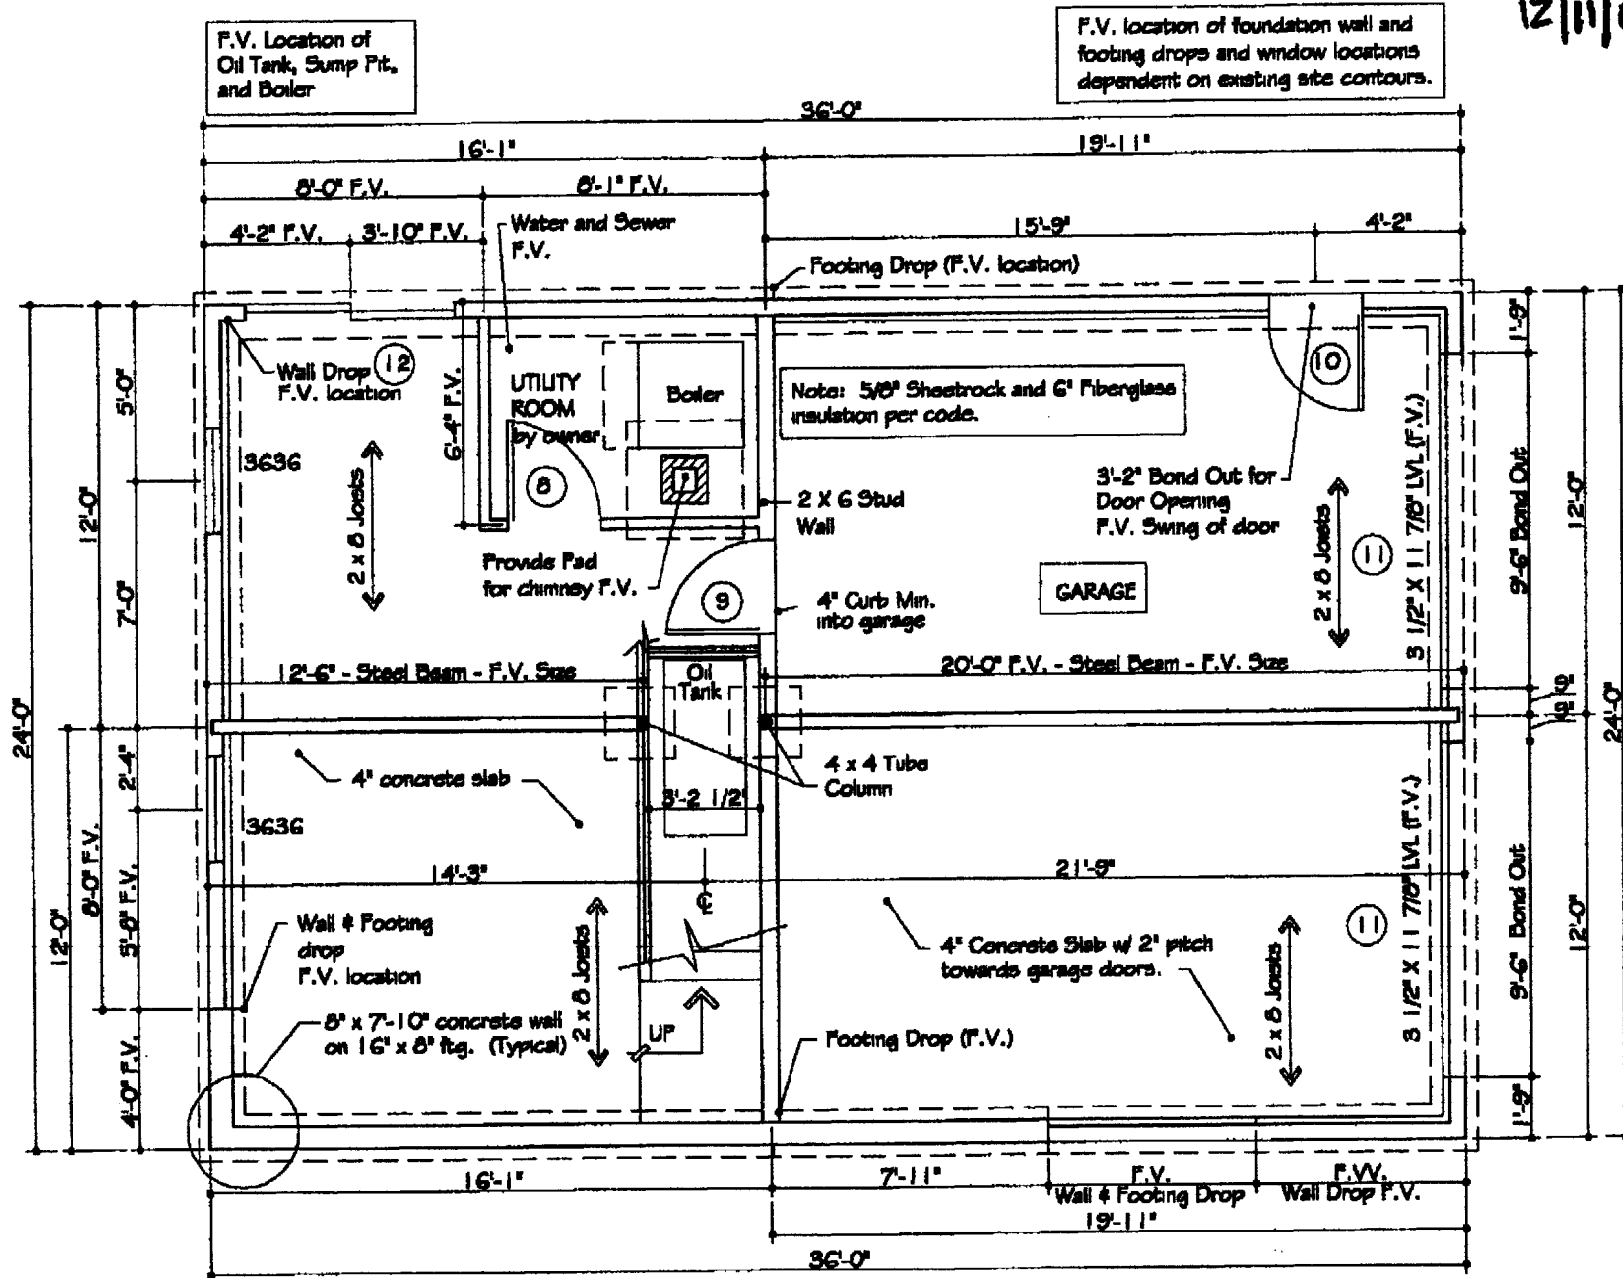 F.V. Location of
Oil Tank, Sump Pit,
and Boiler
F.V. location of foundation wall and
footing drops and window locations
dependent on existing site contours.
36'-0"
16'-1"
19'-11"
8'-0" F.V.
8'-1" F.V.
4'-2" F.V.
3'-10" F.V.
Water and Sewer
F.V.
15'-9"
4'-2"
Footing Drop (F.V. location)
Wall Drop
F.V. location
12
UTILITY
ROOM
by owner
Boiler
6'-4" F.V.
Note: 5/8" Sheetrock and 6" Fiberglass
insulation per code.
10
1'-9"
5'-0"
3636
2 x 8 Joists
8
2 X 6 Stud
Wall
3'-2" Bond Out for
Door Opening
F.V. Swing of door
3 1/2" X 11 7/8" LVL (F.V.)
9'-6" Bond Out
12'-0"
12'-0"
7'-0"
Provide Pad
for chimney F.V.
9
4" Curb Min.
into garage
GARAGE
2 x 8 Joists
11
12'-6" - Steel Beam - F.V. Size
Oil
Tank
20'-0" F.V. - Steel Beam - F.V. Size
24'-0"
24'-0"
2'-4"
4" concrete slab
3'-2 1/2"
4 x 4 Tube
Column
3636
8'-0" F.V.
14'-3"
21'-9"
5'-8" F.V.
12'-0"
Wall & Footing
drop
F.V. location
2 x 8 Joists
4" Concrete Slab w/ 2" pitch
towards garage doors.
11
3 1/2" X 11 7/8" LVL (F.V.)
9'-6" Bond Out
12'-0"
2 x 8 Joists
8" x 7'-10" concrete wall
on 16" x 8" ftg. (Typical)
UP
Footing Drop (F.V.)
4'-0" F.V.
1'-9"
16'-1"
7'-11"
F.V.
Wall & Footing Drop
F.VV.
Wall Drop F.V.
19'-11"
36'-0"